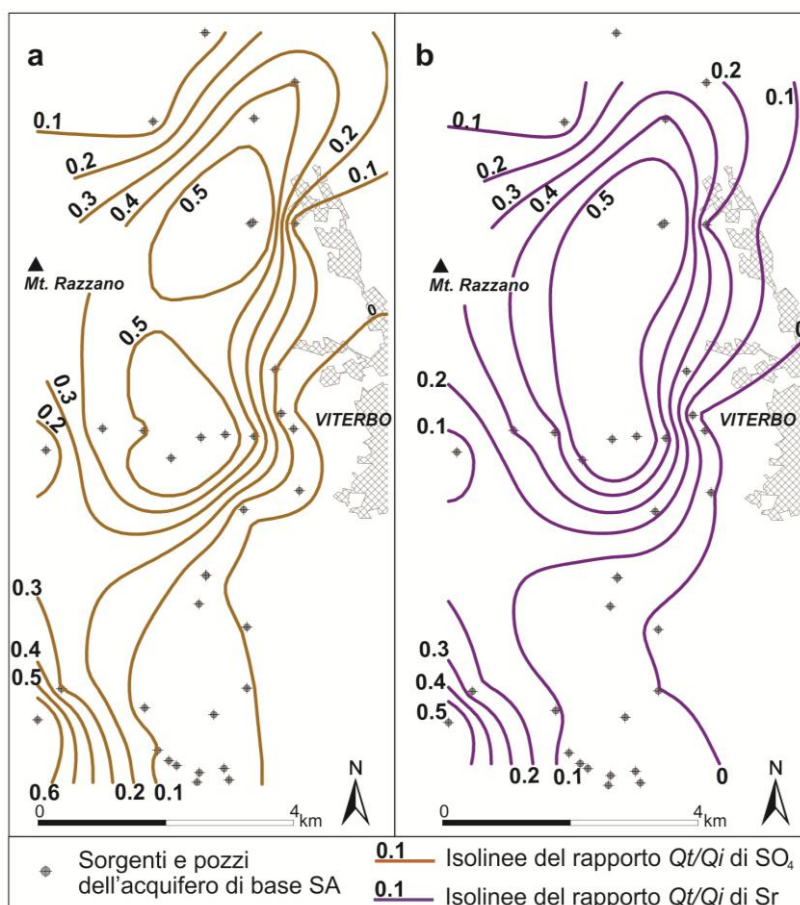 a
0.1
0.2
0.3
0.4
0.5
0.2
0.1
Mt. Razzano
0.5
0
0.3
0.2
VITERBO
0.3
0.4
0.5
0.6
0.2
0.1
N
0
4
km
b
0.2
0.1
0.1
0.2
0.3
0.4
0.5
Mt. Razzano
0
0.2
0.1
VITERBO
0.3
0.4
0.5
0.2
0.1
0
N
0
4
km
Sorgenti e pozzi
dell'acquifero di base SA
0.1 Isolinee del rapporto Qt/Qi di SO₄
0.1 Isolinee del rapporto Qt/Qi di Sr